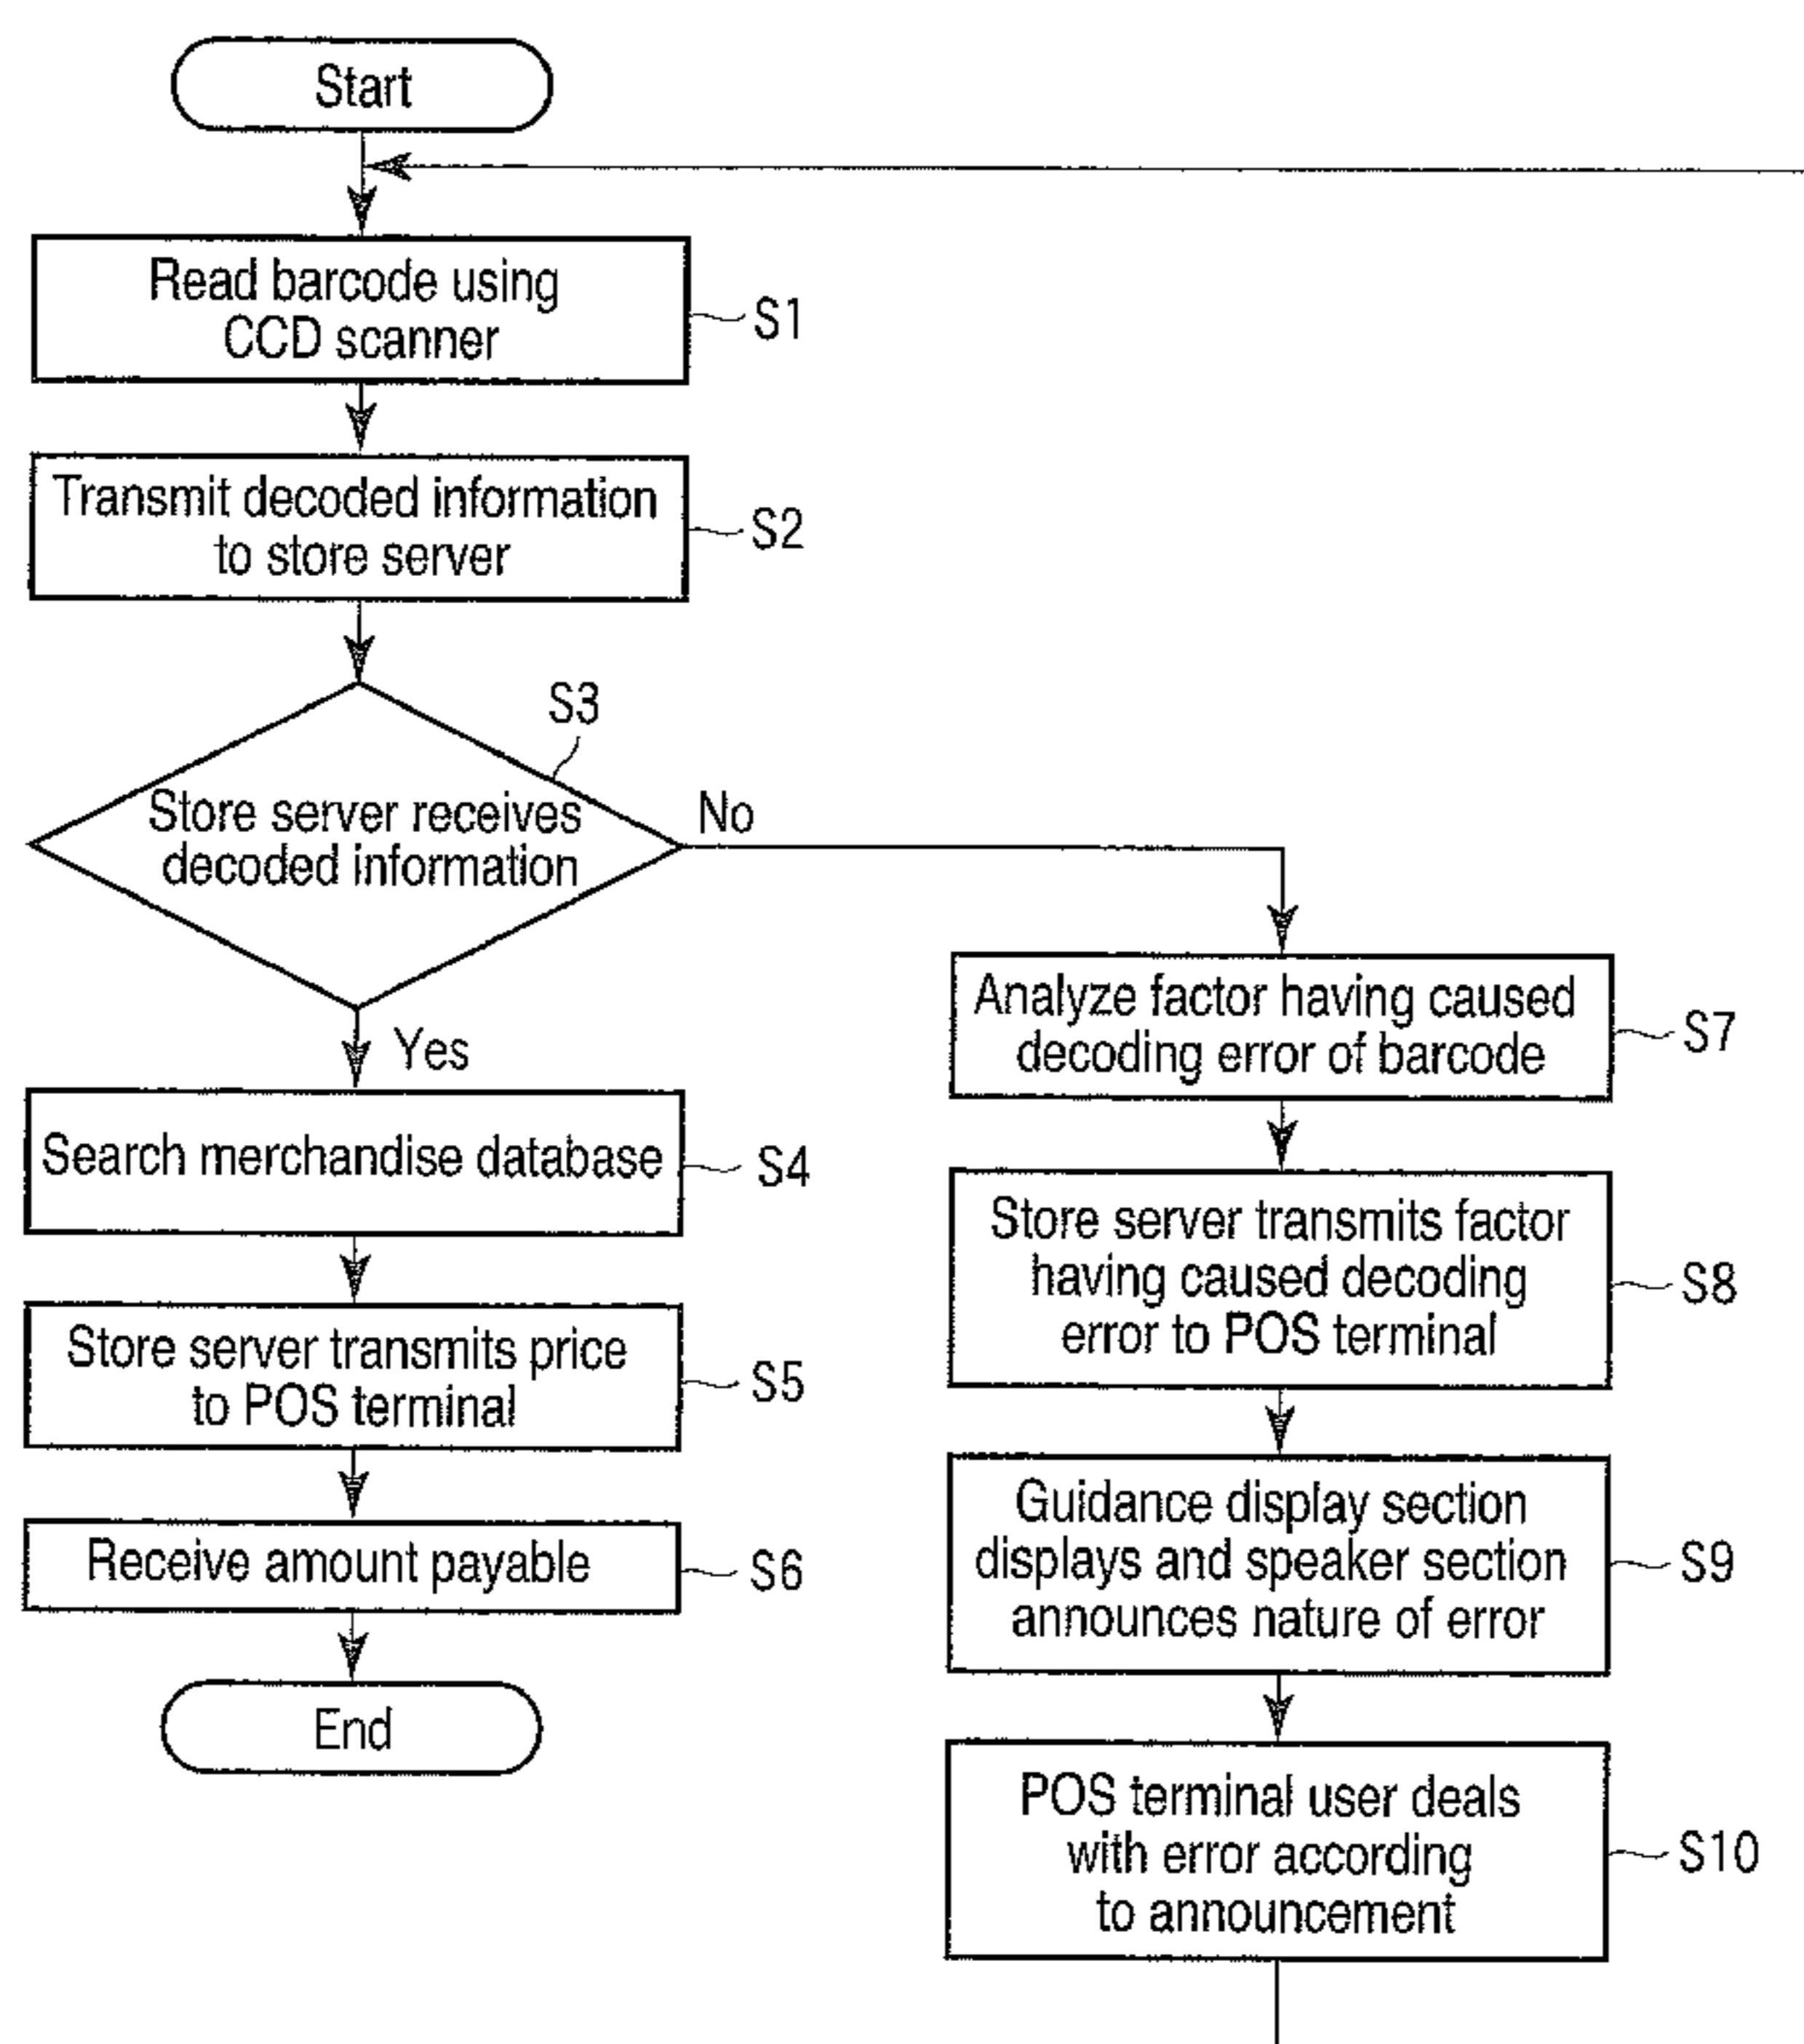 Start
Read barcode using
CCD scanner
S1
Transmit decoded information
to store server
S2
S3
Store server receives
decoded information
No
Yes
Search merchandise database
S4
Store server transmits price
to POS terminal
S5
Receive amount payable
S6
End
Analyze factor having caused
decoding error of barcode
S7
Store server transmits factor
having caused decoding
error to POS terminal
S8
Guidance display section
displays and speaker section
announces nature of error
S9
POS terminal user deals
with error according
to announcement
S10